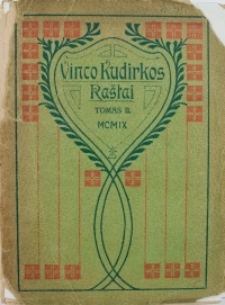 Vinco Kudirkos
Raštai
TOMAS II.
MCMIX